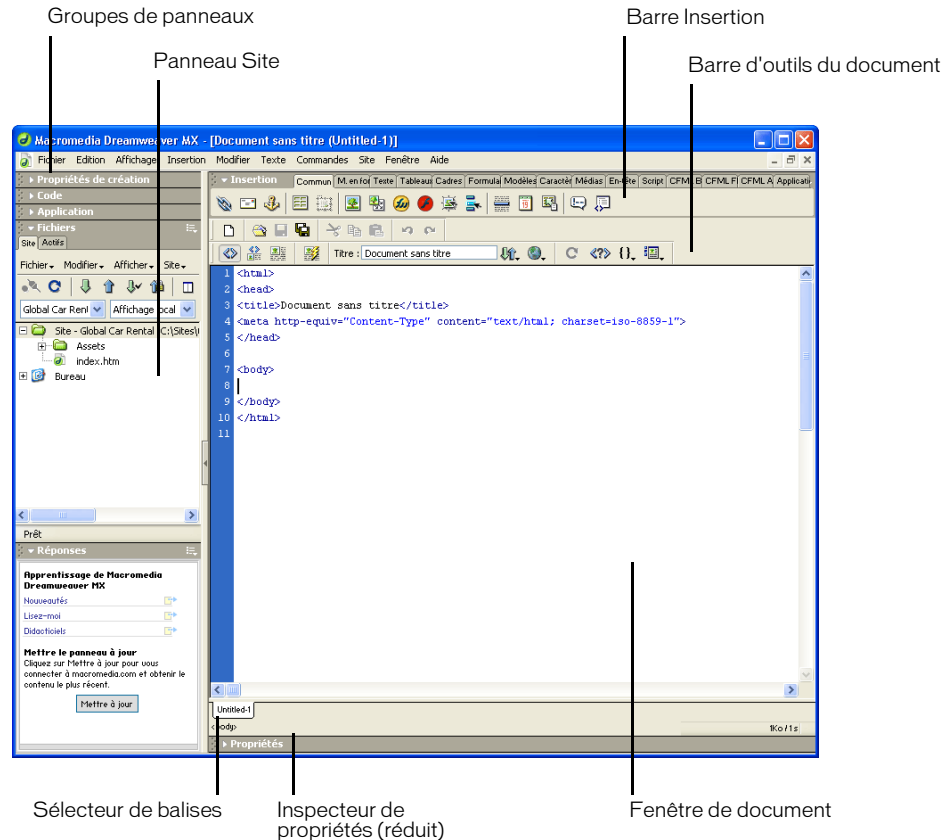 Groupes de panneaux
Barre Insertion
Panneau Site
Barre d'outils du document
Macromedia Dreamweaver MX - [Document sans titre (Untitled-1)]
Fichier Edition Affichage Insertion Modifier Texte Commandes Site Fenêtre Aide
Propriétés de création
Code
Application
Fichiers
Site Actifs
Fichier Modifier Afficher Site
Global Car Renl Affichage local
Site - Global Car Rental (C:\Sites\
Assets
index.htm
Bureau
Prêt
Réponses
Apprentissage de Macromedia
Dreamweaver MX
Nouveautés
Lisez-moi
Didacticiels
Mettre le panneau à jour
Cliquez sur Mettre à jour pour vous
connecter à macromedia.com et obtenir le
contenu le plus récent.
Mettre à jour
Insertion Commun M. en for Texte Tableaux Cadres Formula Modèles Caractèr Médias En-tête Script CFML B CFML F CFML A Applicati
Titre : Document sans titre
1 <html>
2 <head>
3 <title>Document sans titre</title>
4 <meta http-equiv="Content-Type" content="text/html; charset=iso-8859-1">
5 </head>
6
7 <body>
8
9 </body>
10 </html>
11
Untitled-1
<body>
1Ko / 1 s
Propriétés
Sélecteur de balises
Inspecteur de
propriétés (réduit)
Fenêtre de document